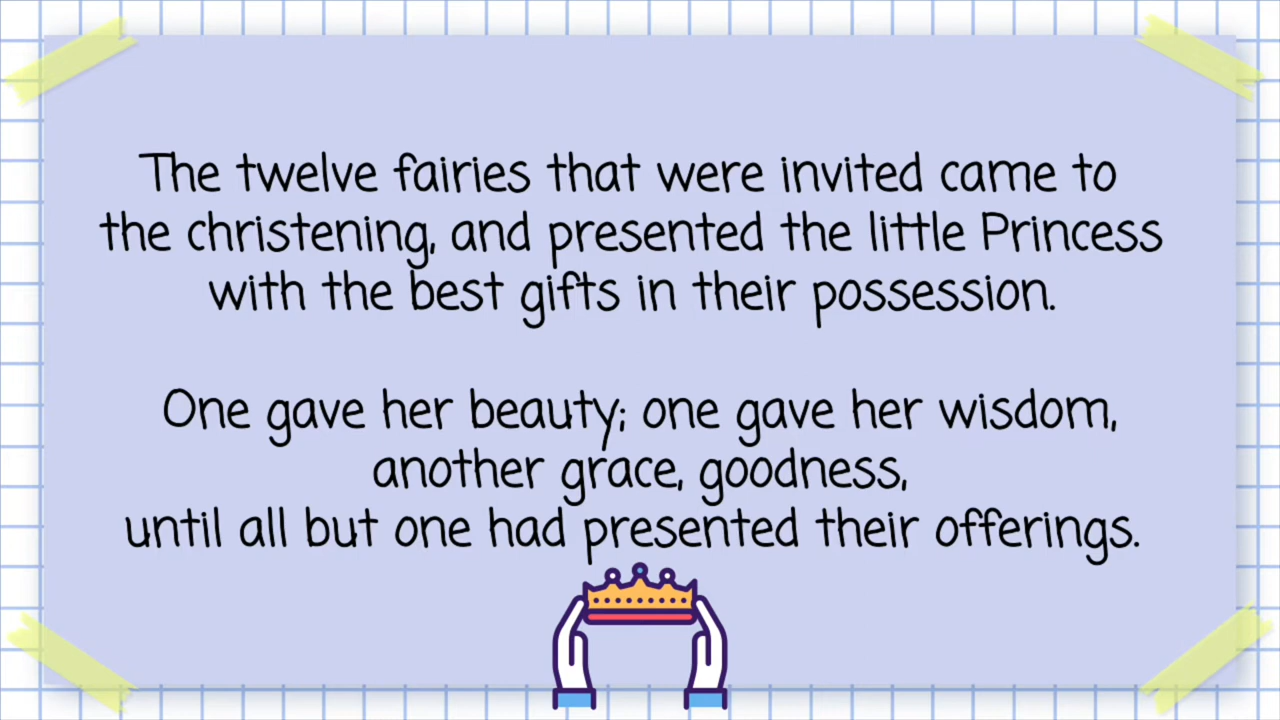 The twelve fairies that were invited came to
the christening, and presented the little Princess
with the best gifts in their possession.
One gave her beauty; one gave her wisdom,
another grace, goodness,
until all but one had presented their offerings.